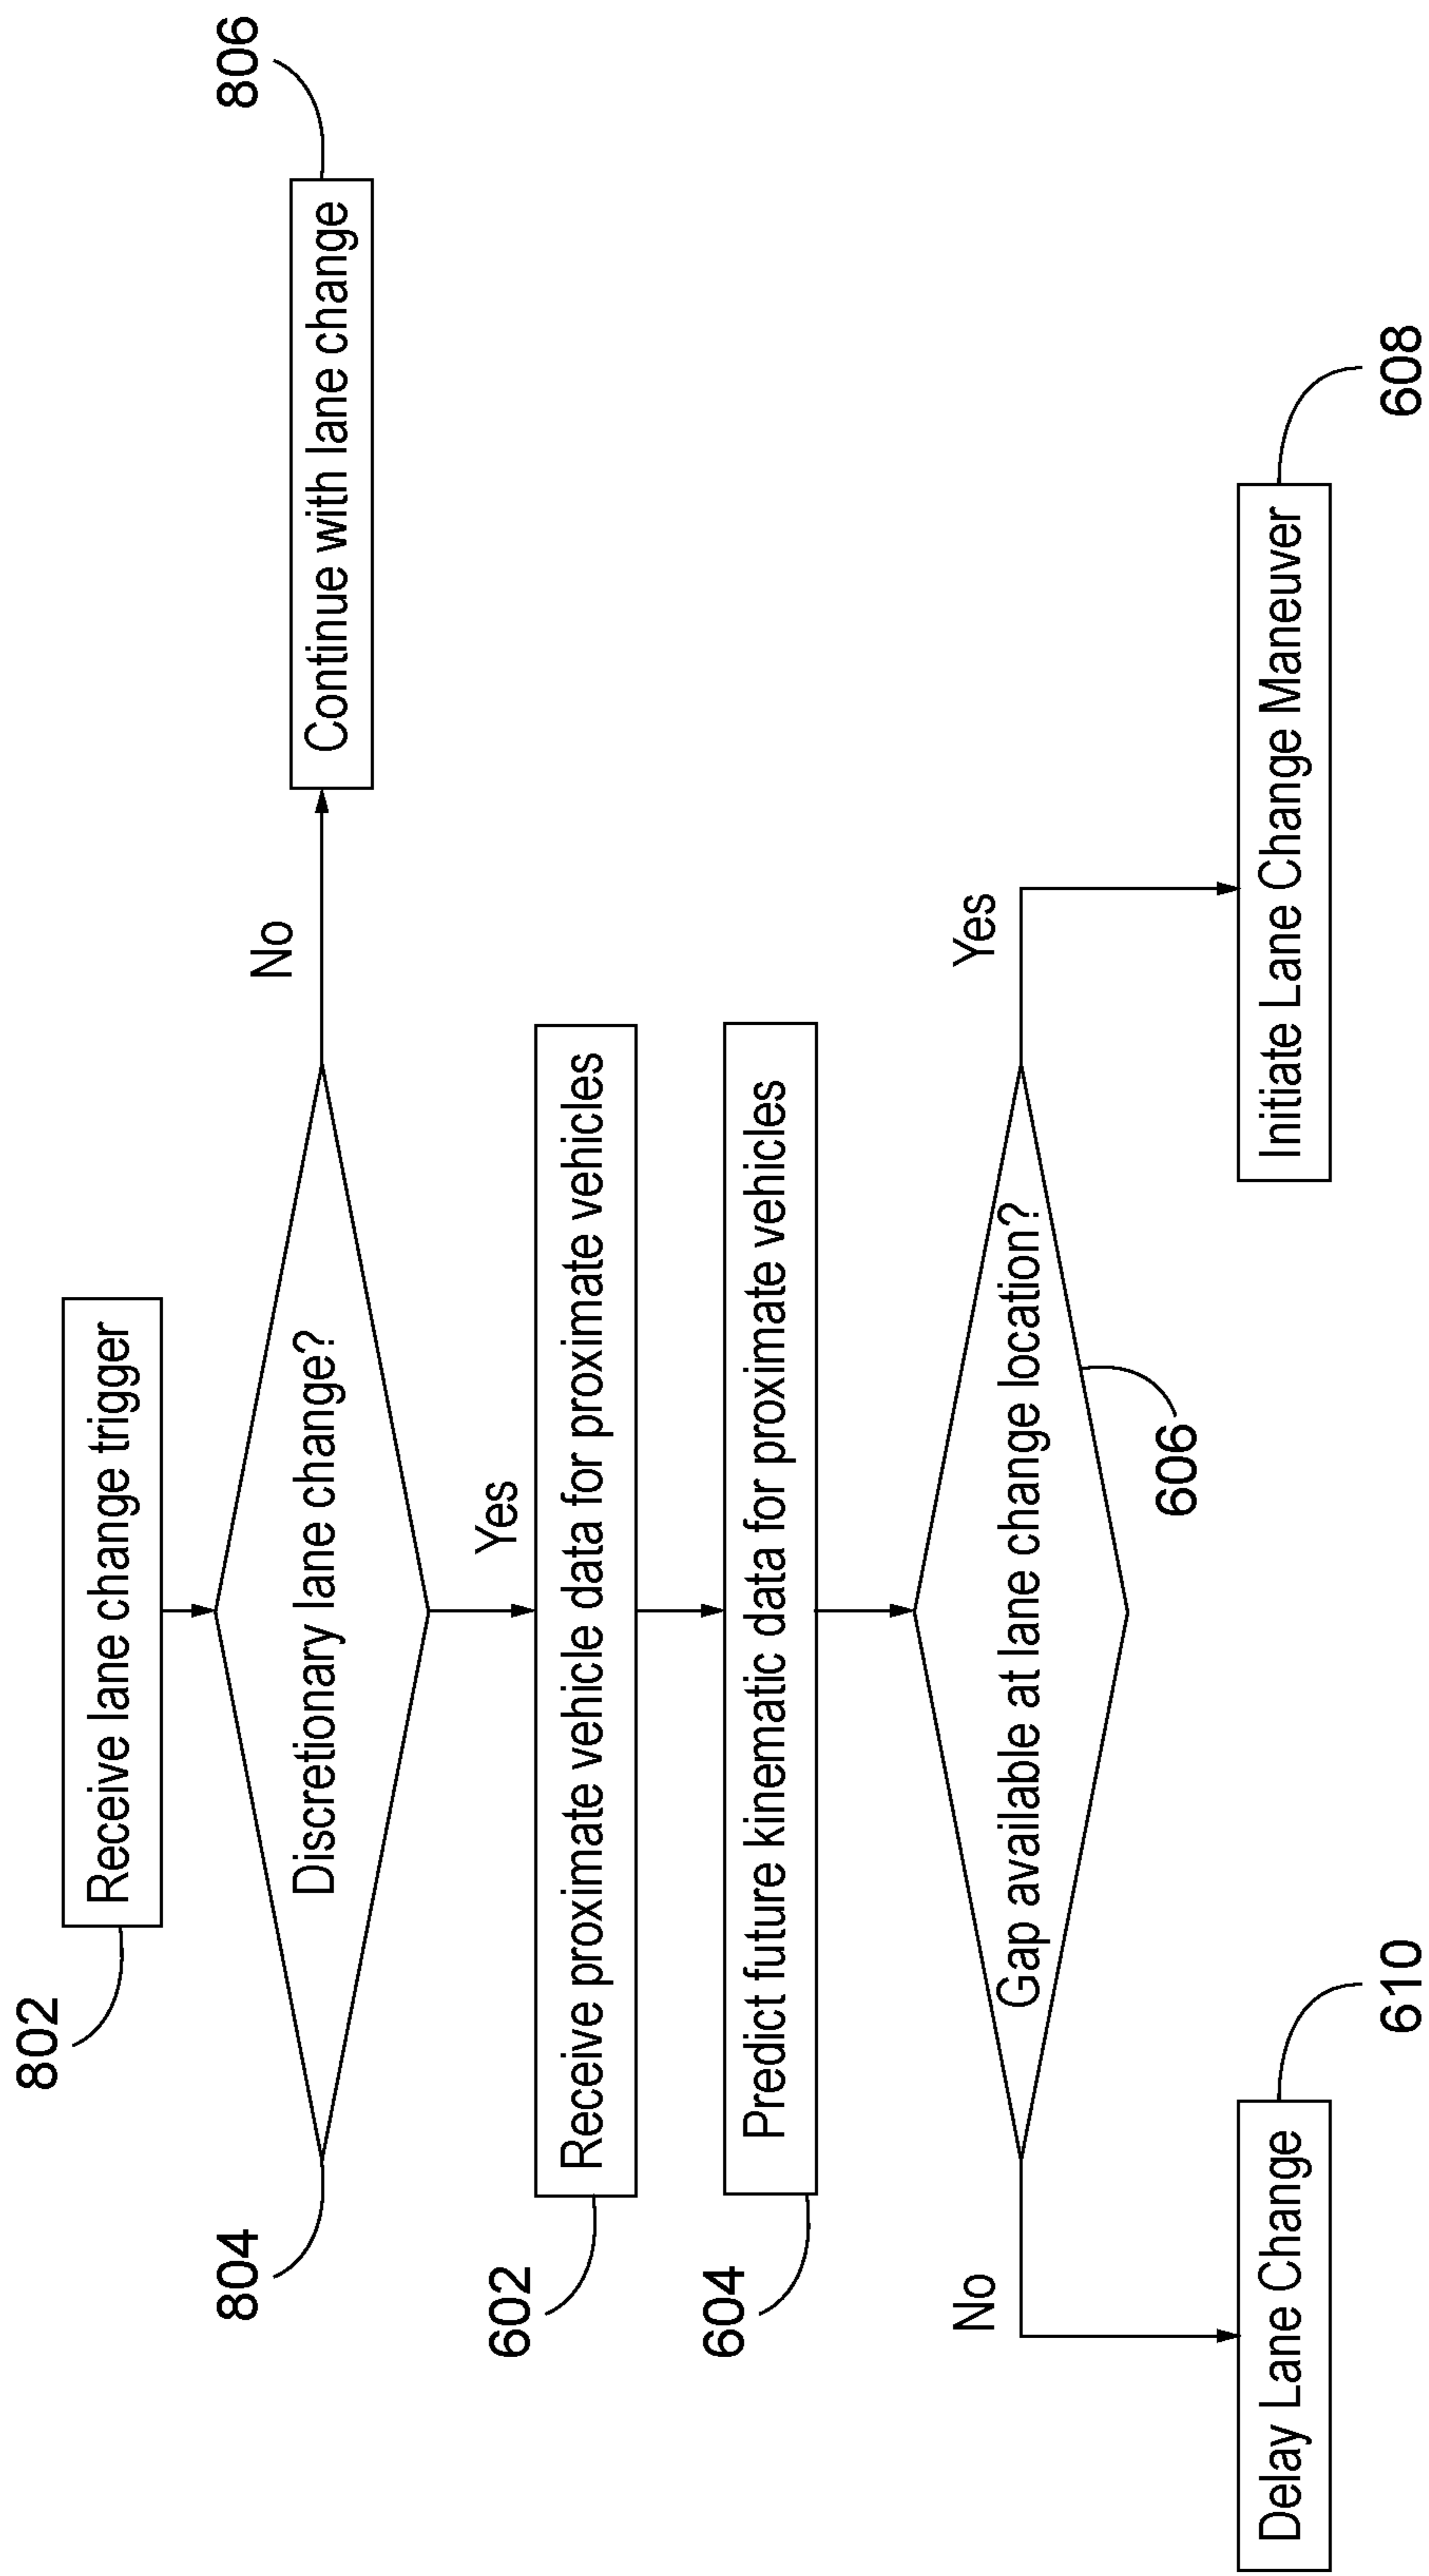 802
Receive lane change trigger
804
Discretionary lane change?
No
Continue with lane change
806
Yes
602
Receive proximate vehicle data for proximate vehicles
604
Predict future kinematic data for proximate vehicles
Gap available at lane change location?
606
No
Yes
Delay Lane Change
610
Initiate Lane Change Maneuver
608